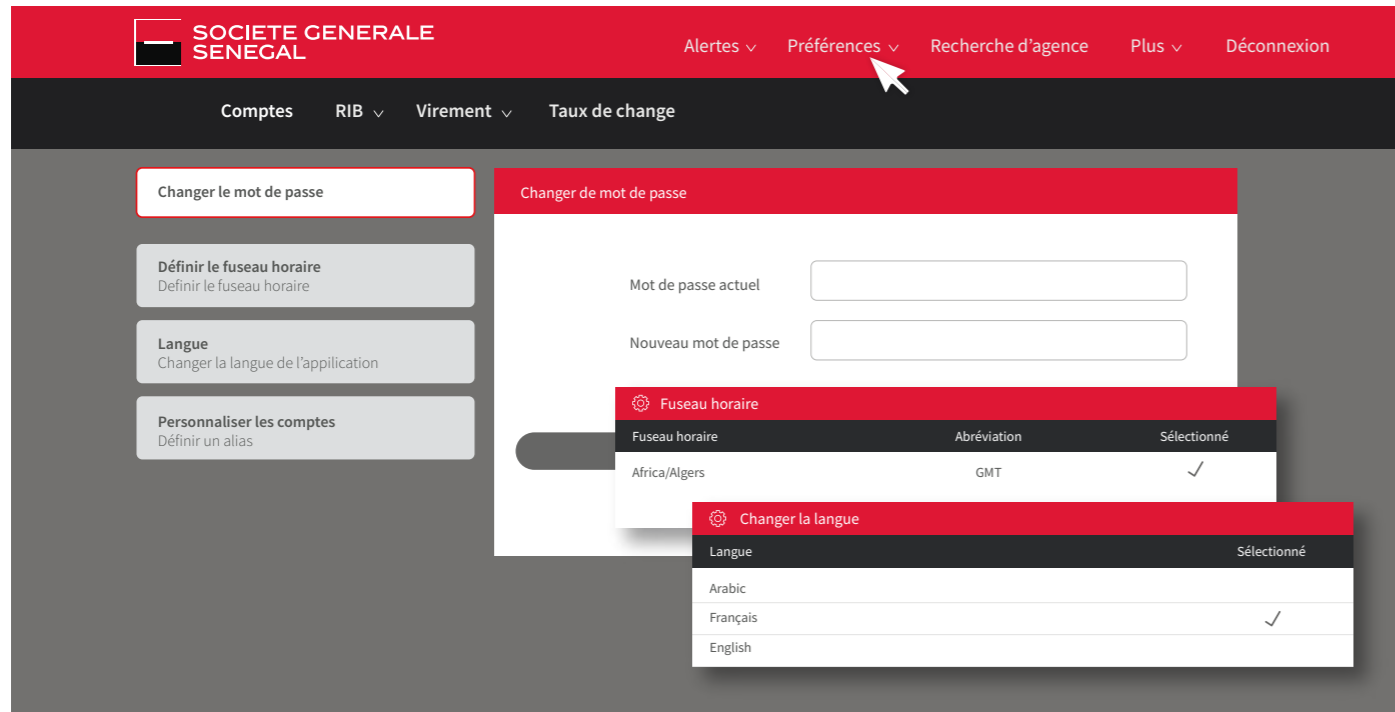 SOCIETE GENERALE
SENEGAL
Alertes
Préférences
Recherche d'agence
Plus
Déconnexion
Comptes
RIB
Virement
Taux de change
Changer le mot de passe
Définir le fuseau horaire
Definir le fuseau horaire
Langue
Changer la langue de l'appilication
Personnaliser les comptes
Définir un alias
Changer de mot de passe
Mot de passe actuel
Nouveau mot de passe
Fuseau horaire
Fuseau horaire Abréviation Sélectionné
Africa/Algers GMT
Changer la langue
Langue Sélectionné
Arabic
Français
English